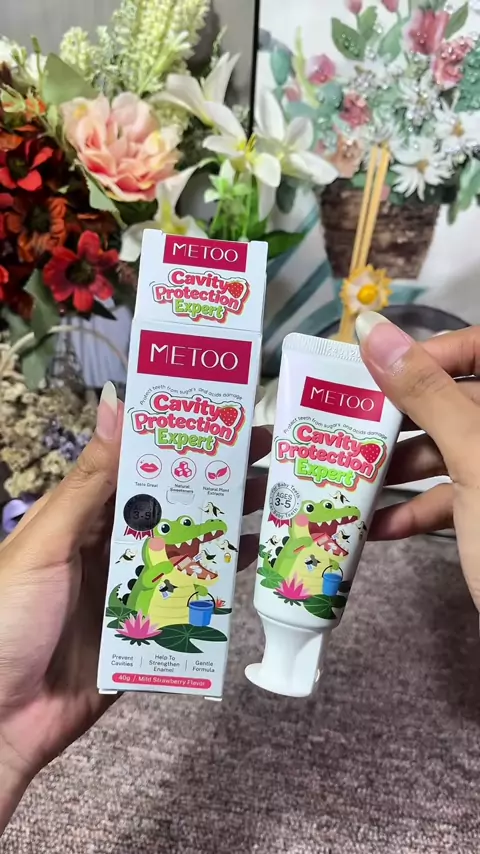 METOO
Cavity
Protection
Expert
METOO
Protect teeth from sugars and acids damage
Cavity
Protection
Expert
Taste Great
Natural
Sweeteners
Natural Plant
Extracts
3-5
Prevent
Cavities
Help To
Strengthen
Enamel
Gentle
Formula
40g / Mild Strawberry Flavor
METOO
Protect teeth from sugars and acids damage
Cavity
Protection
Expert
AGES
3-5